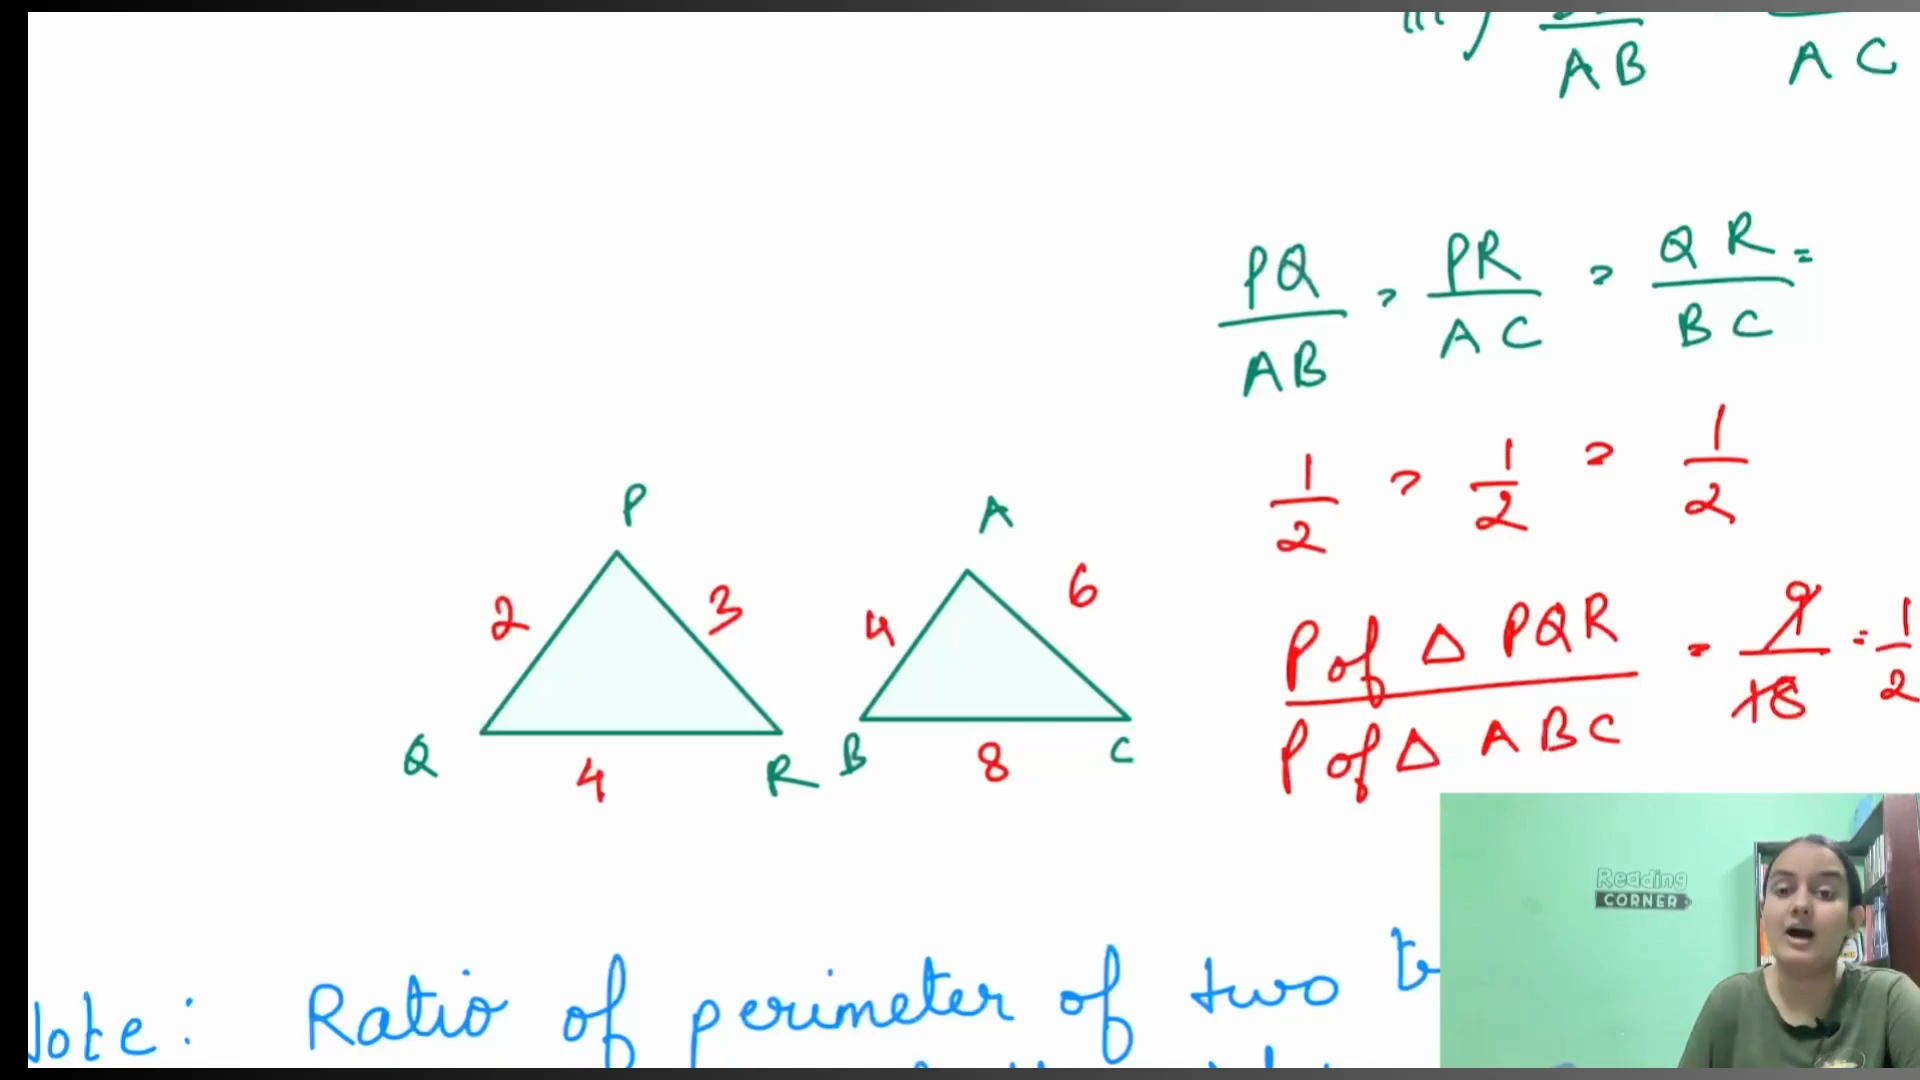 AB AC
PQ/AB = PR/AC = QR/BC =
1/2 = 1/2 = 1/2
P
A
2 3 4 6
Q 4 R B 8 C
P of Δ PQR / P of Δ ABC = 9/18 = 1/2
Reading
CORNER
Note: Ratio of perimeter of two